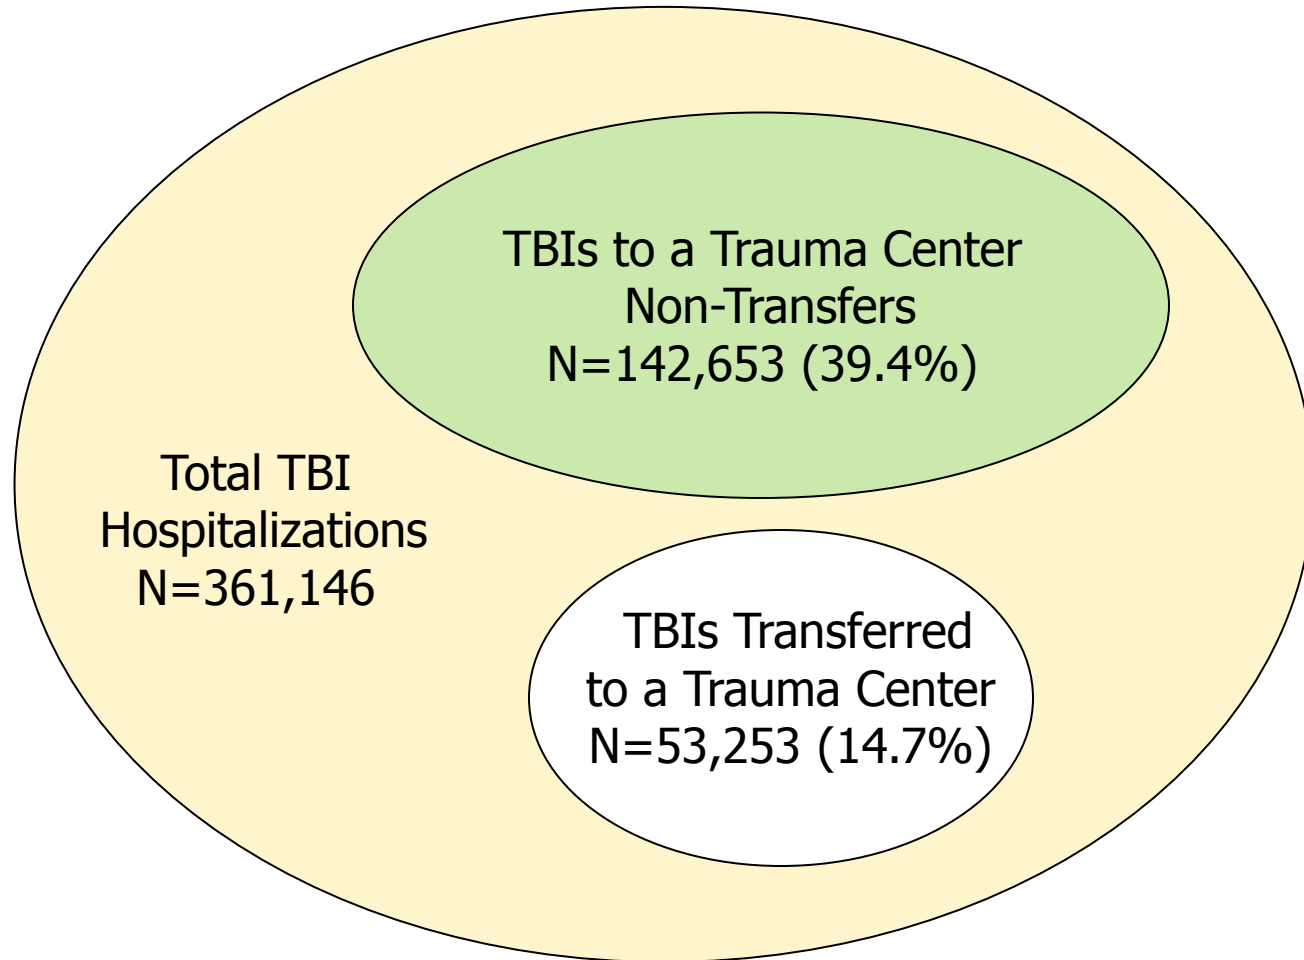 TBIs to a Trauma Center
Non-Transfers
N=142,653 (39.4%)
Total TBI
Hospitalizations
N=361,146
TBIs Transferred
to a Trauma Center
N=53,253 (14.7%)